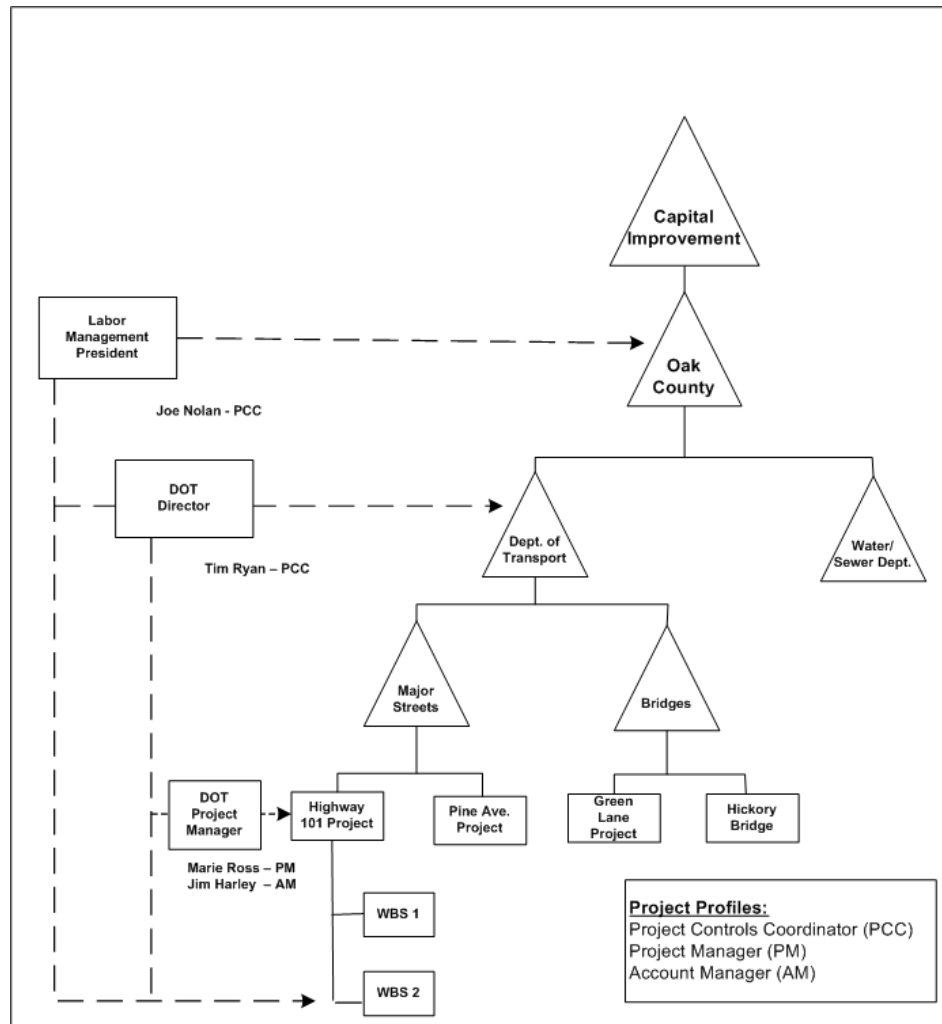 Capital
Improvement
Labor
Management
President
Oak
County
Joe Nolan - PCC
DOT
Director
Dept. of
Transport
Water/
Sewer Dept.
Tim Ryan – PCC
Major
Streets
Bridges
DOT
Project
Manager
Highway
101 Project
Pine Ave.
Project
Green
Lane
Project
Hickory
Bridge
Marie Ross – PM
Jim Harley – AM
WBS 1
WBS 2
Project Profiles:
Project Controls Coordinator (PCC)
Project Manager (PM)
Account Manager (AM)